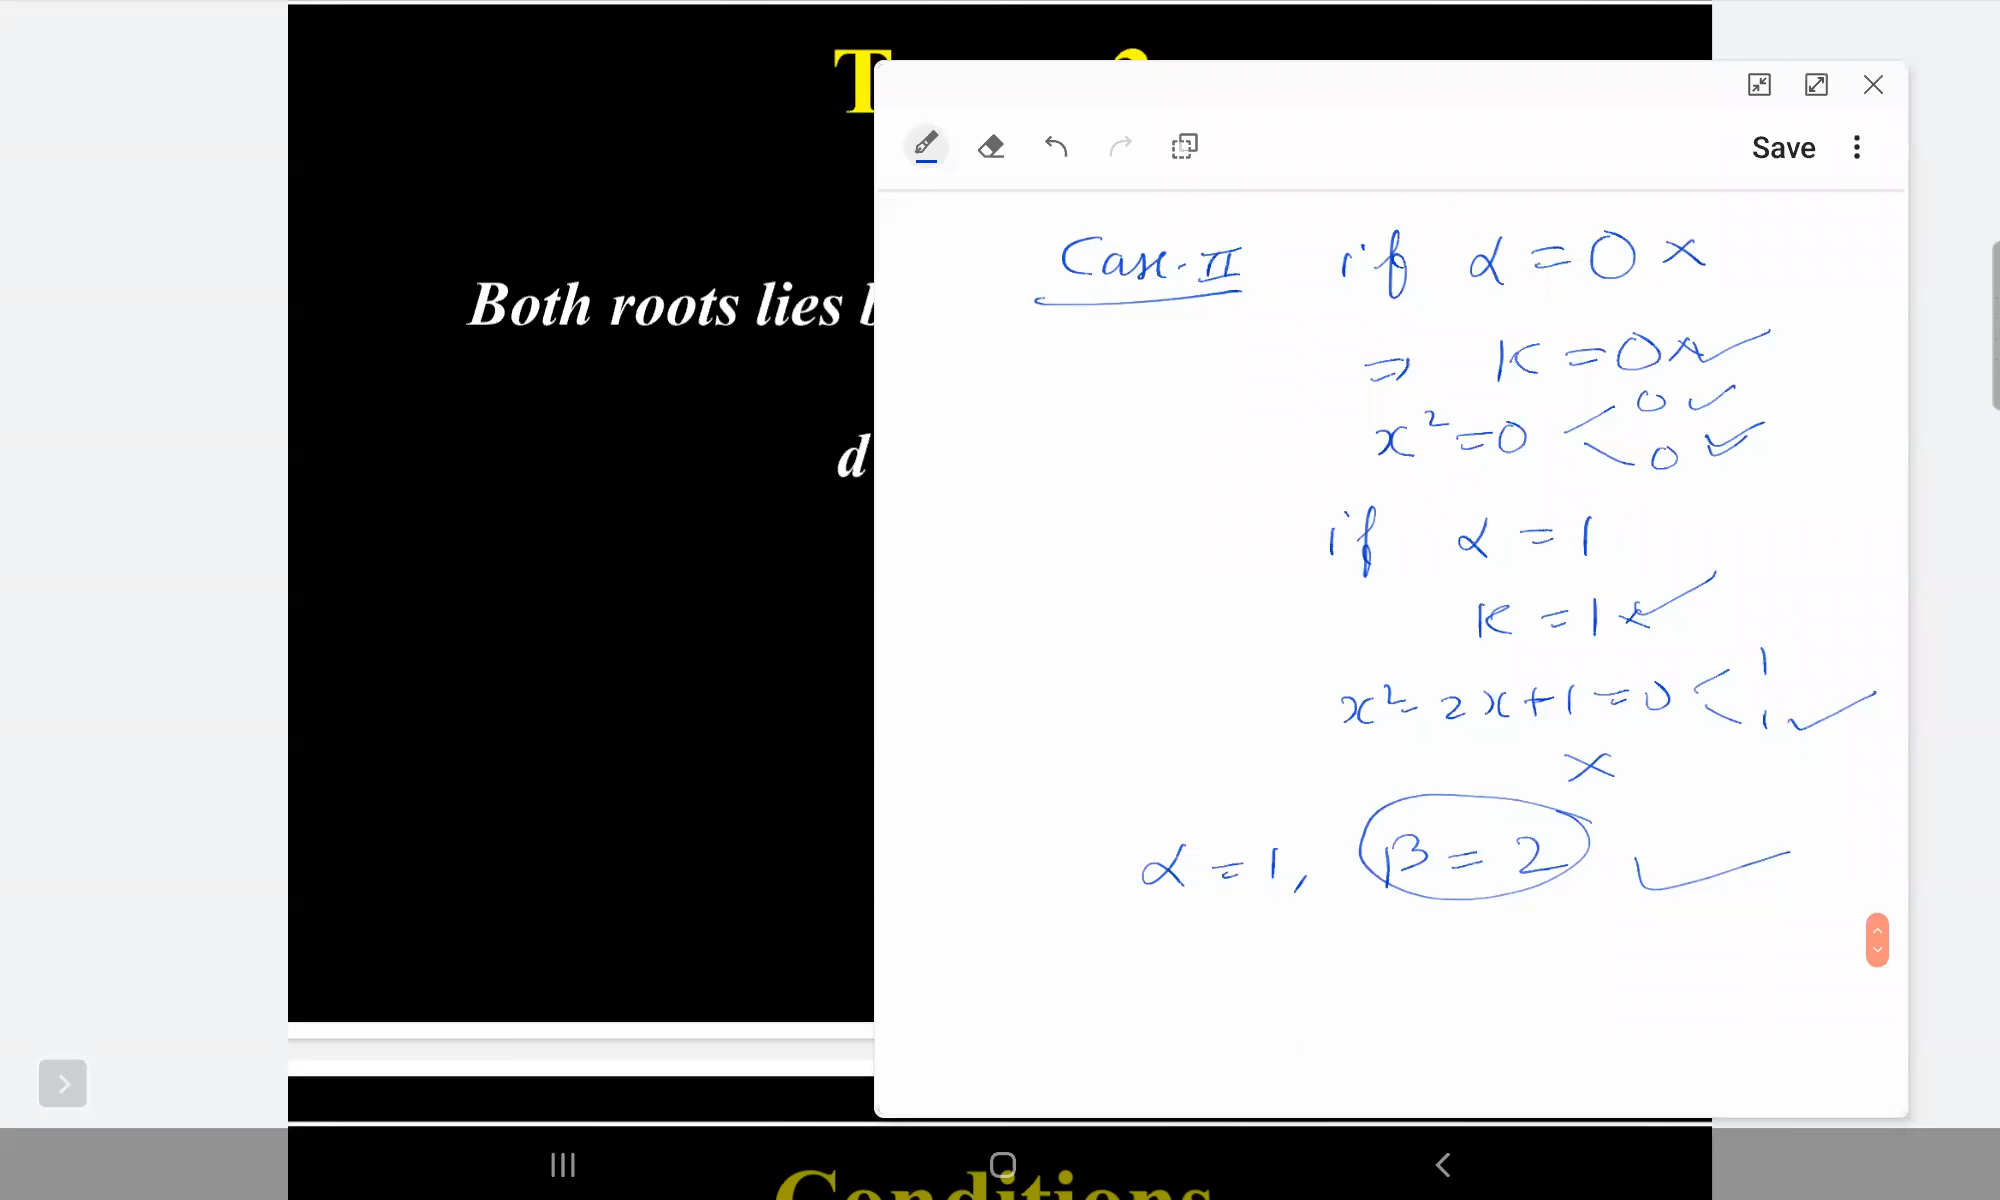 Both roots lies
d
Save
Case-II if α = 0 ×
⇒ K = 0 × ✓
x² = 0 < 0 ✓
0 ✓
if α = 1
K = 1 × ✓
x² - 2x + 1 = 0 < 1
1 ✓
×
α = 1, β = 2 ✓
Conditions